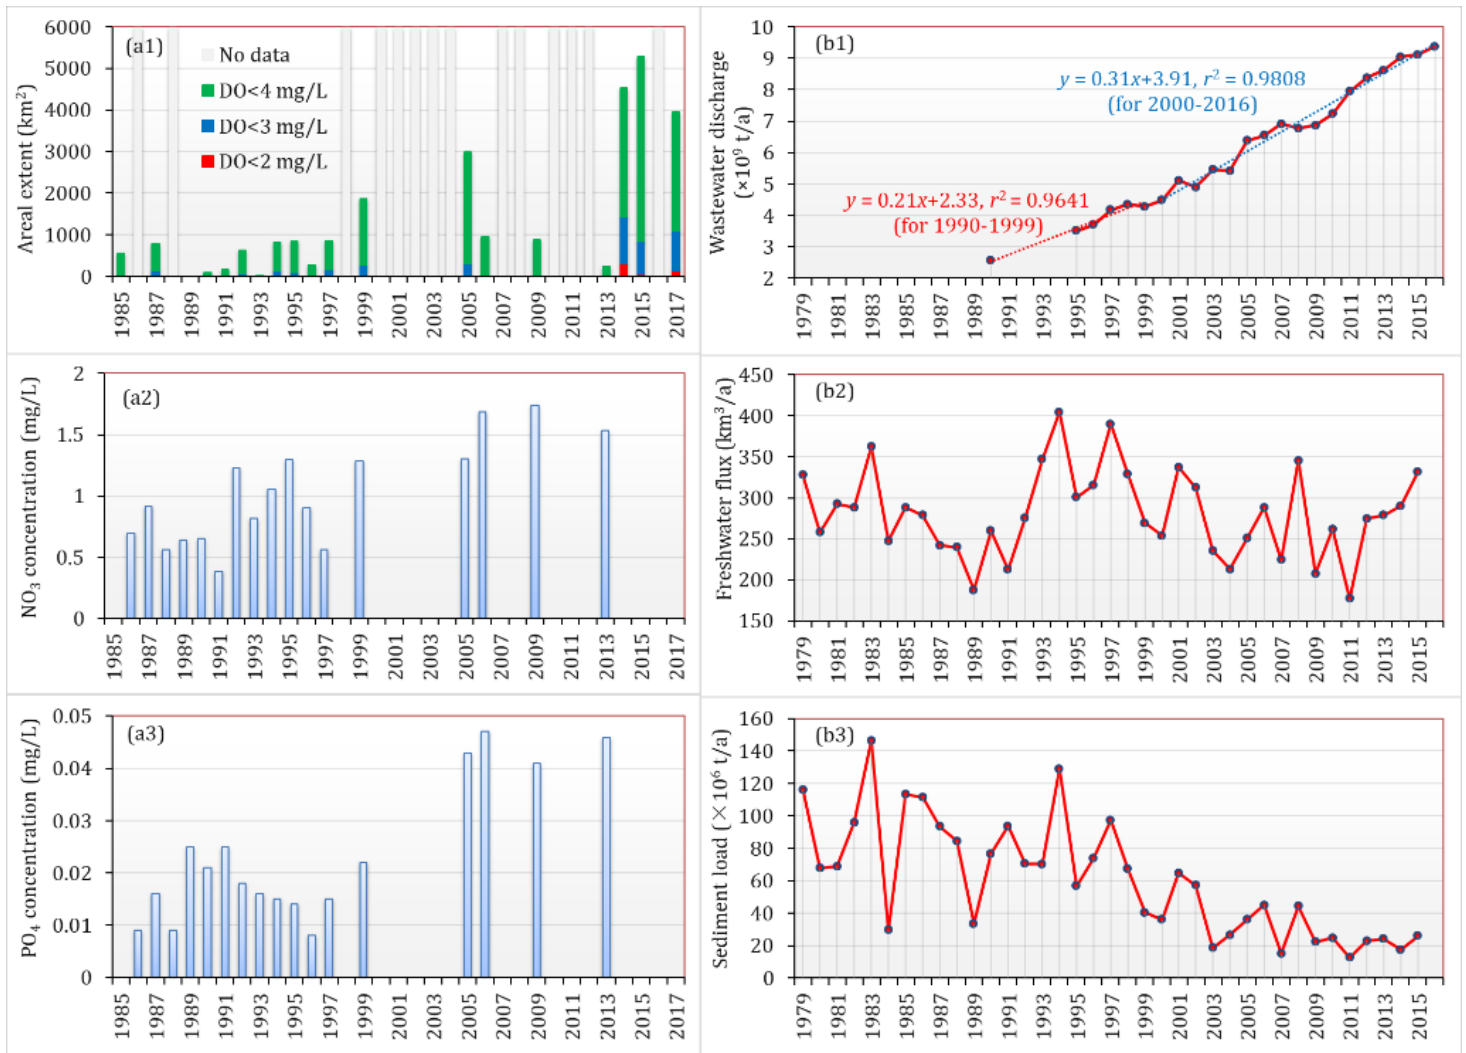 (a1)
No data
DO<4 mg/L
DO<3 mg/L
DO<2 mg/L
Areal extent (km²)
6000
5000
4000
3000
2000
1000
0
1985 1987 1989 1991 1993 1995 1997 1999 2001 2003 2005 2007 2009 2011 2013 2015 2017
(b1)
y = 0.31x+3.91, r² = 0.9808
(for 2000-2016)
y = 0.21x+2.33, r² = 0.9641
(for 1990-1999)
Wastewater discharge
(×10⁹ t/a)
10
9
8
7
6
5
4
3
2
1979 1981 1983 1985 1987 1989 1991 1993 1995 1997 1999 2001 2003 2005 2007 2009 2011 2013 2015
(a2)
NO₃ concentration (mg/L)
2
1.5
1
0.5
0
1985 1987 1989 1991 1993 1995 1997 1999 2001 2003 2005 2007 2009 2011 2013 2015 2017
(b2)
Freshwater flux (km³/a)
450
400
350
300
250
200
150
1979 1981 1983 1985 1987 1989 1991 1993 1995 1997 1999 2001 2003 2005 2007 2009 2011 2013 2015
(a3)
PO₄ concentration (mg/L)
0.05
0.04
0.03
0.02
0.01
0
1985 1987 1989 1991 1993 1995 1997 1999 2001 2003 2005 2007 2009 2011 2013 2015 2017
(b3)
Sediment load (×10⁶ t/a)
160
140
120
100
80
60
40
20
0
1979 1981 1983 1985 1987 1989 1991 1993 1995 1997 1999 2001 2003 2005 2007 2009 2011 2013 2015